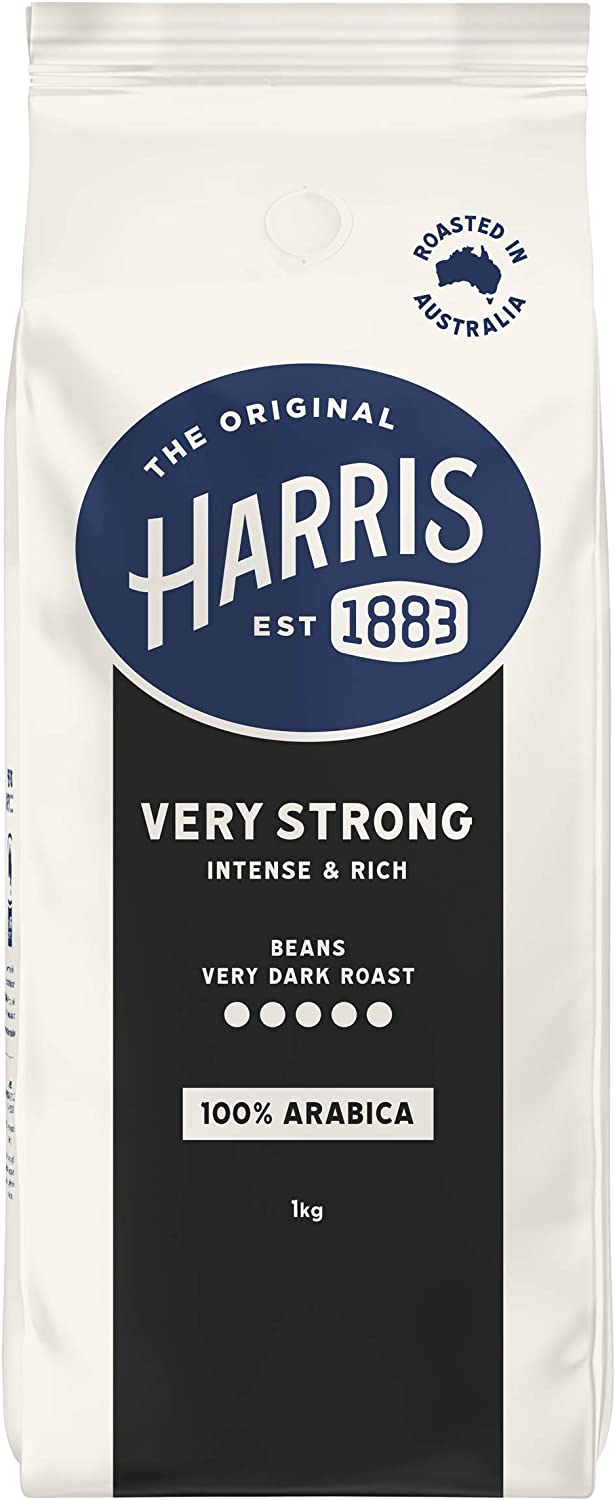 ROASTED IN
AUSTRALIA
THE ORIGINAL
HARRIS
EST 1883
VERY STRONG
INTENSE & RICH
BEANS
VERY DARK ROAST
100% ARABICA
1kg